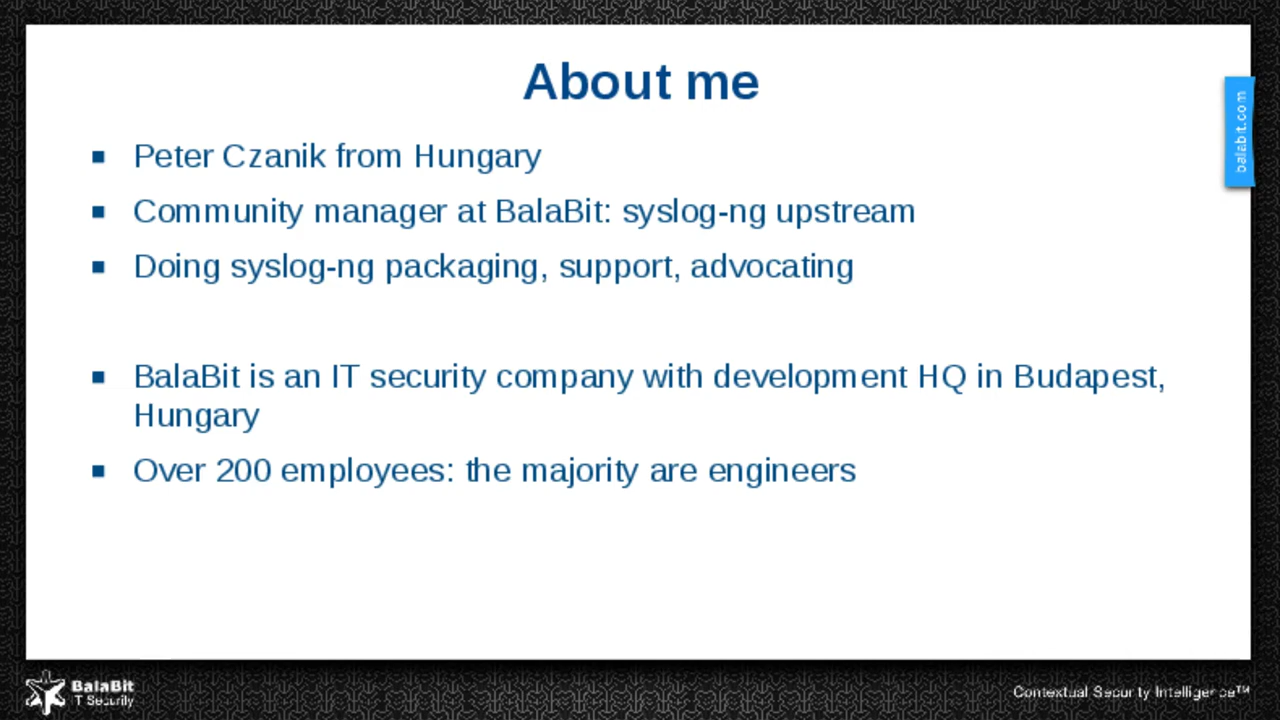 About me
balabit.com
Peter Czanik from Hungary
Community manager at BalaBit: syslog-ng upstream
Doing syslog-ng packaging, support, advocating
BalaBit is an IT security company with development HQ in Budapest,
Hungary
Over 200 employees: the majority are engineers
BalaBit
IT Security
Contextual Security Intelligence™